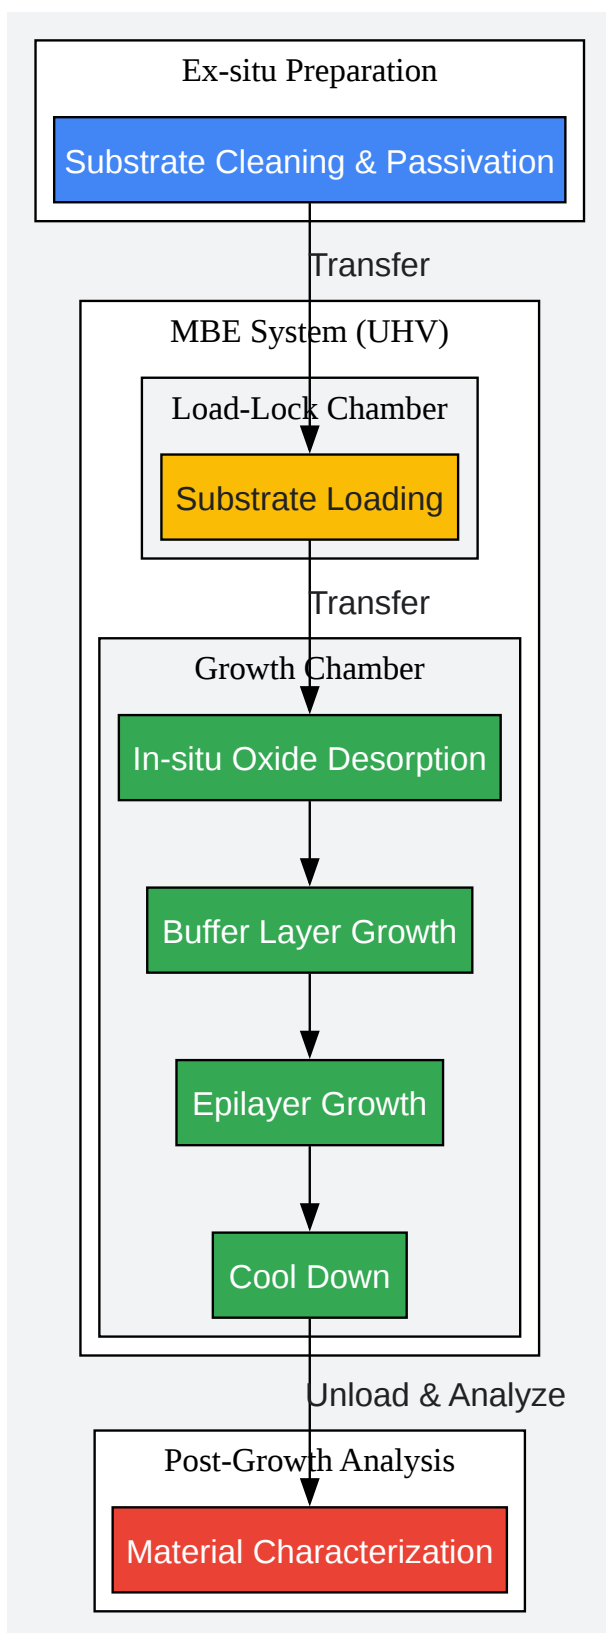 Ex-situ Preparation
Substrate Cleaning & Passivation
Transfer
MBE System (UHV)
Load-Lock Chamber
Substrate Loading
Transfer
Growth Chamber
In-situ Oxide Desorption
Buffer Layer Growth
Epilayer Growth
Cool Down
Unload & Analyze
Post-Growth Analysis
Material Characterization